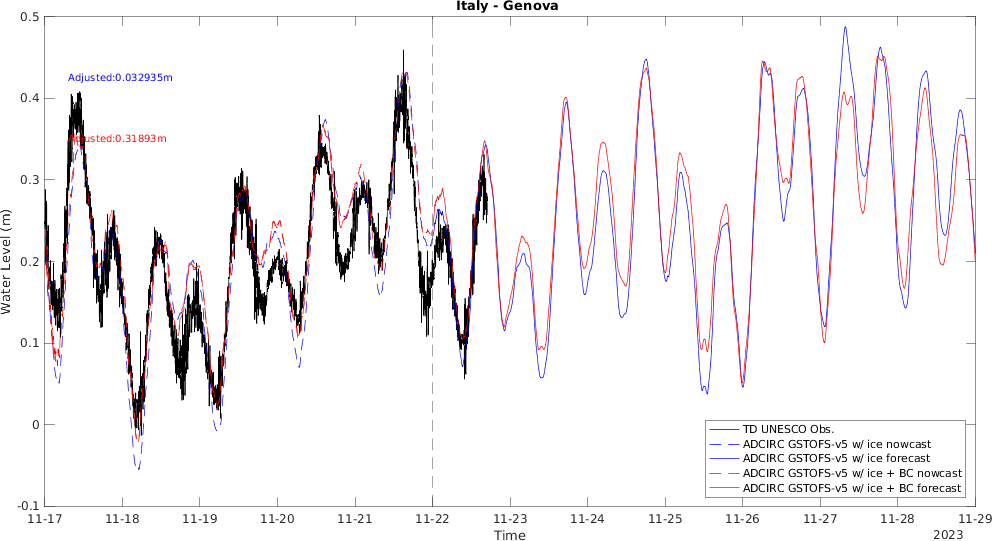 Italy - Genova
0.5
0.4
0.3
0.2
0.1
0
-0.1
Water Level (m)
Adjusted:0.032935m
Adjusted:0.31893m
TD UNESCO Obs.
ADCIRC GSTOFS-v5 w/ ice nowcast
ADCIRC GSTOFS-v5 w/ ice forecast
ADCIRC GSTOFS-v5 w/ ice + BC nowcast
ADCIRC GSTOFS-v5 w/ ice + BC forecast
11-17 11-18 11-19 11-20 11-21 11-22 11-23 11-24 11-25 11-26 11-27 11-28 11-29
Time
2023